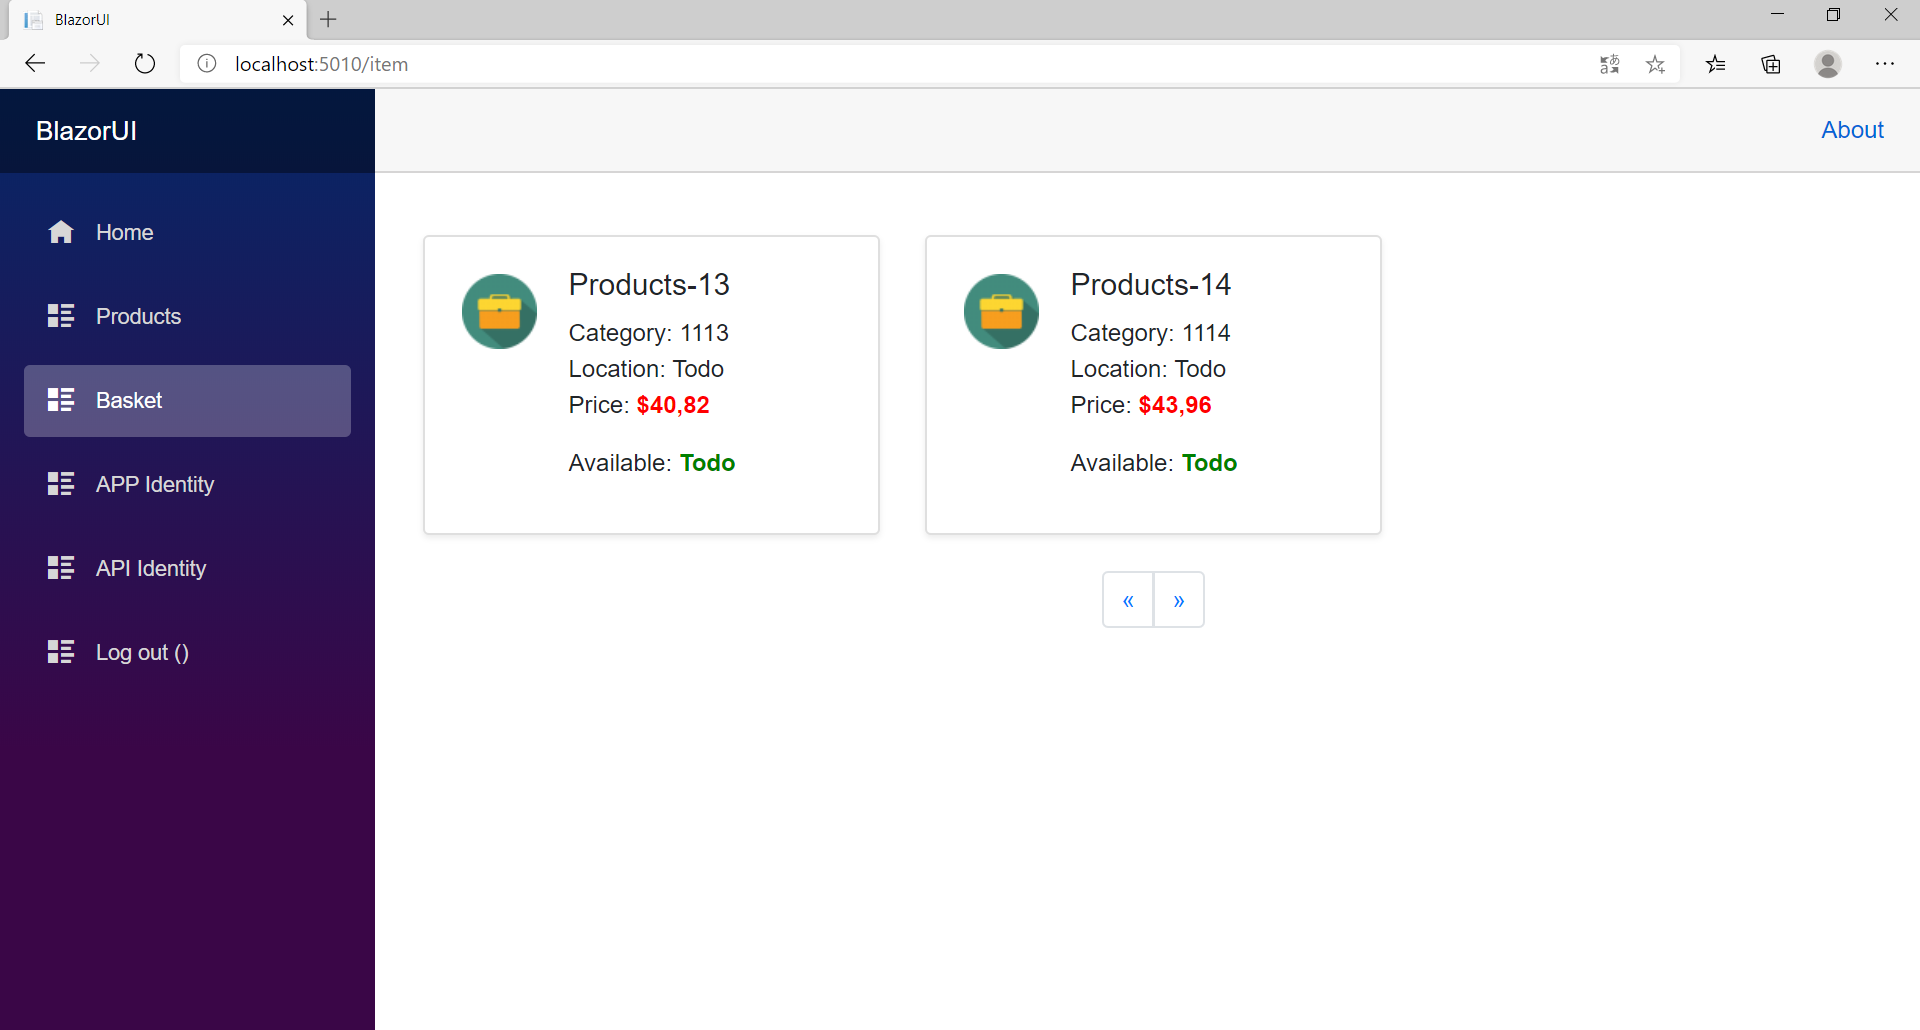 BlazorUI
localhost:5010/item
BlazorUI
About
Home
Products
Basket
APP Identity
API Identity
Log out ()
Products-13
Category: 1113
Location: Todo
Price: $40,82
Available: Todo
Products-14
Category: 1114
Location: Todo
Price: $43,96
Available: Todo
« »